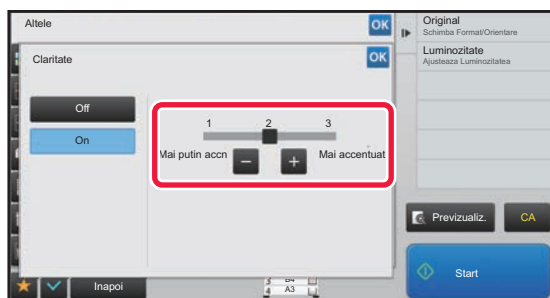 Altele
OK
Claritate
OK
Off
On
1 2 3
Mai putin accn
Mai accentuat
Inapoi
A3
Original
Schimba Format/Orientare
Luminozitate
Ajusteaza Luminozitatea
Previzualiz.
CA
Start